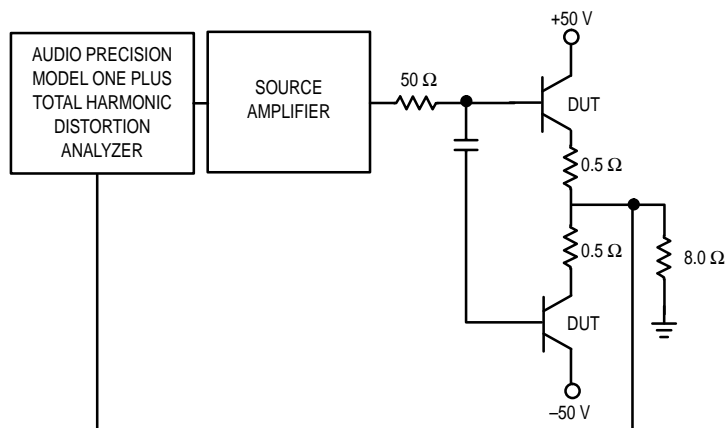 AUDIO PRECISION
MODEL ONE PLUS
TOTAL HARMONIC
DISTORTION
ANALYZER
SOURCE
AMPLIFIER
50 Ω
+50 V
DUT
0.5 Ω
0.5 Ω
8.0 Ω
DUT
–50 V